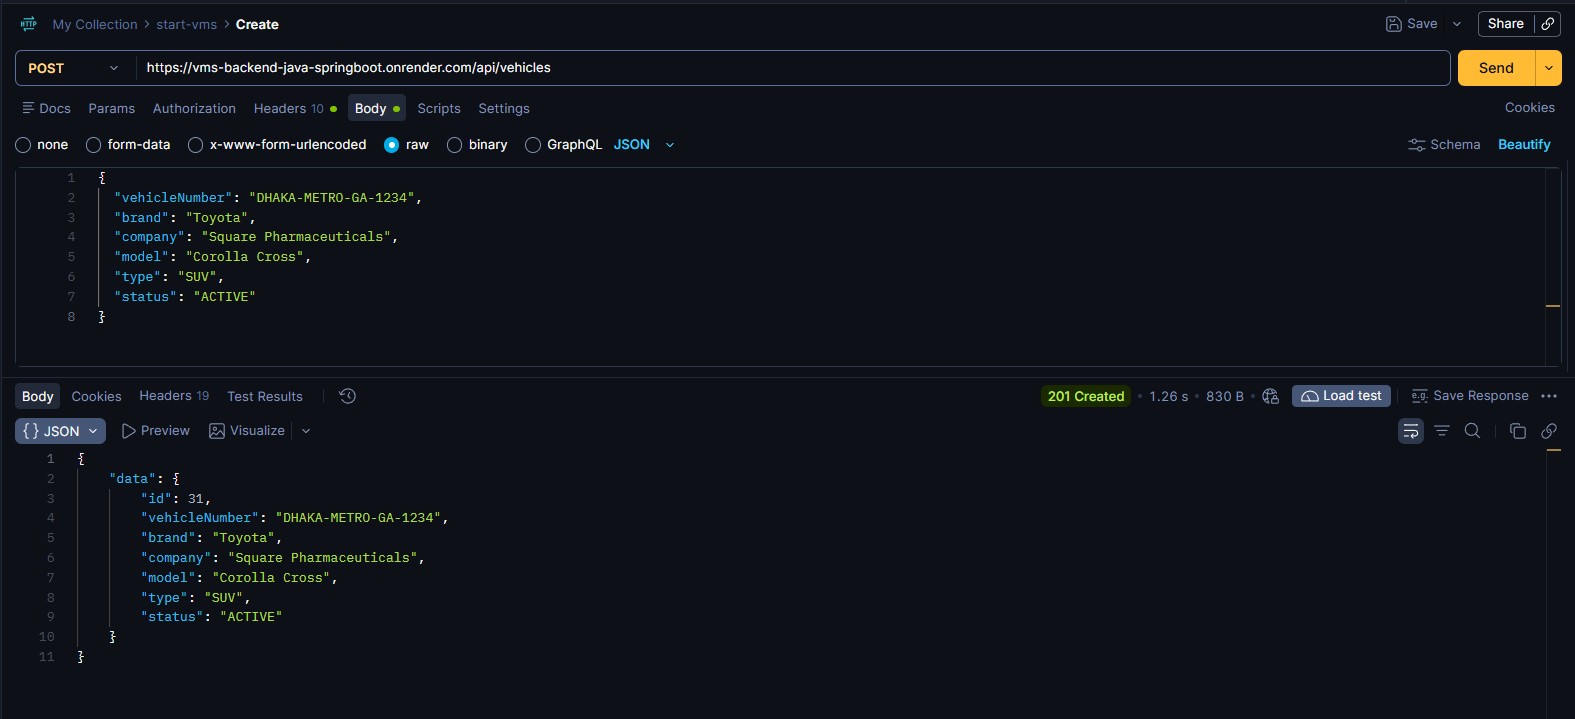 HTTP My Collection > start-vms > Create Save Share
POST https://vms-backend-java-springboot.onrender.com/api/vehicles Send
Docs Params Authorization Headers 10 Body Scripts Settings Cookies
none form-data x-www-form-urlencoded raw binary GraphQL JSON Schema Beautify
1 {
2 "vehicleNumber": "DHAKA-METRO-GA-1234",
3 "brand": "Toyota",
4 "company": "Square Pharmaceuticals",
5 "model": "Corolla Cross",
6 "type": "SUV",
7 "status": "ACTIVE"
8 }
Body Cookies Headers 19 Test Results 201 Created • 1.26 s • 830 B • Load test e.g. Save Response
{} JSON Preview Visualize
1 {
2 "data": {
3 "id": 31,
4 "vehicleNumber": "DHAKA-METRO-GA-1234",
5 "brand": "Toyota",
6 "company": "Square Pharmaceuticals",
7 "model": "Corolla Cross",
8 "type": "SUV",
9 "status": "ACTIVE"
10 }
11 }